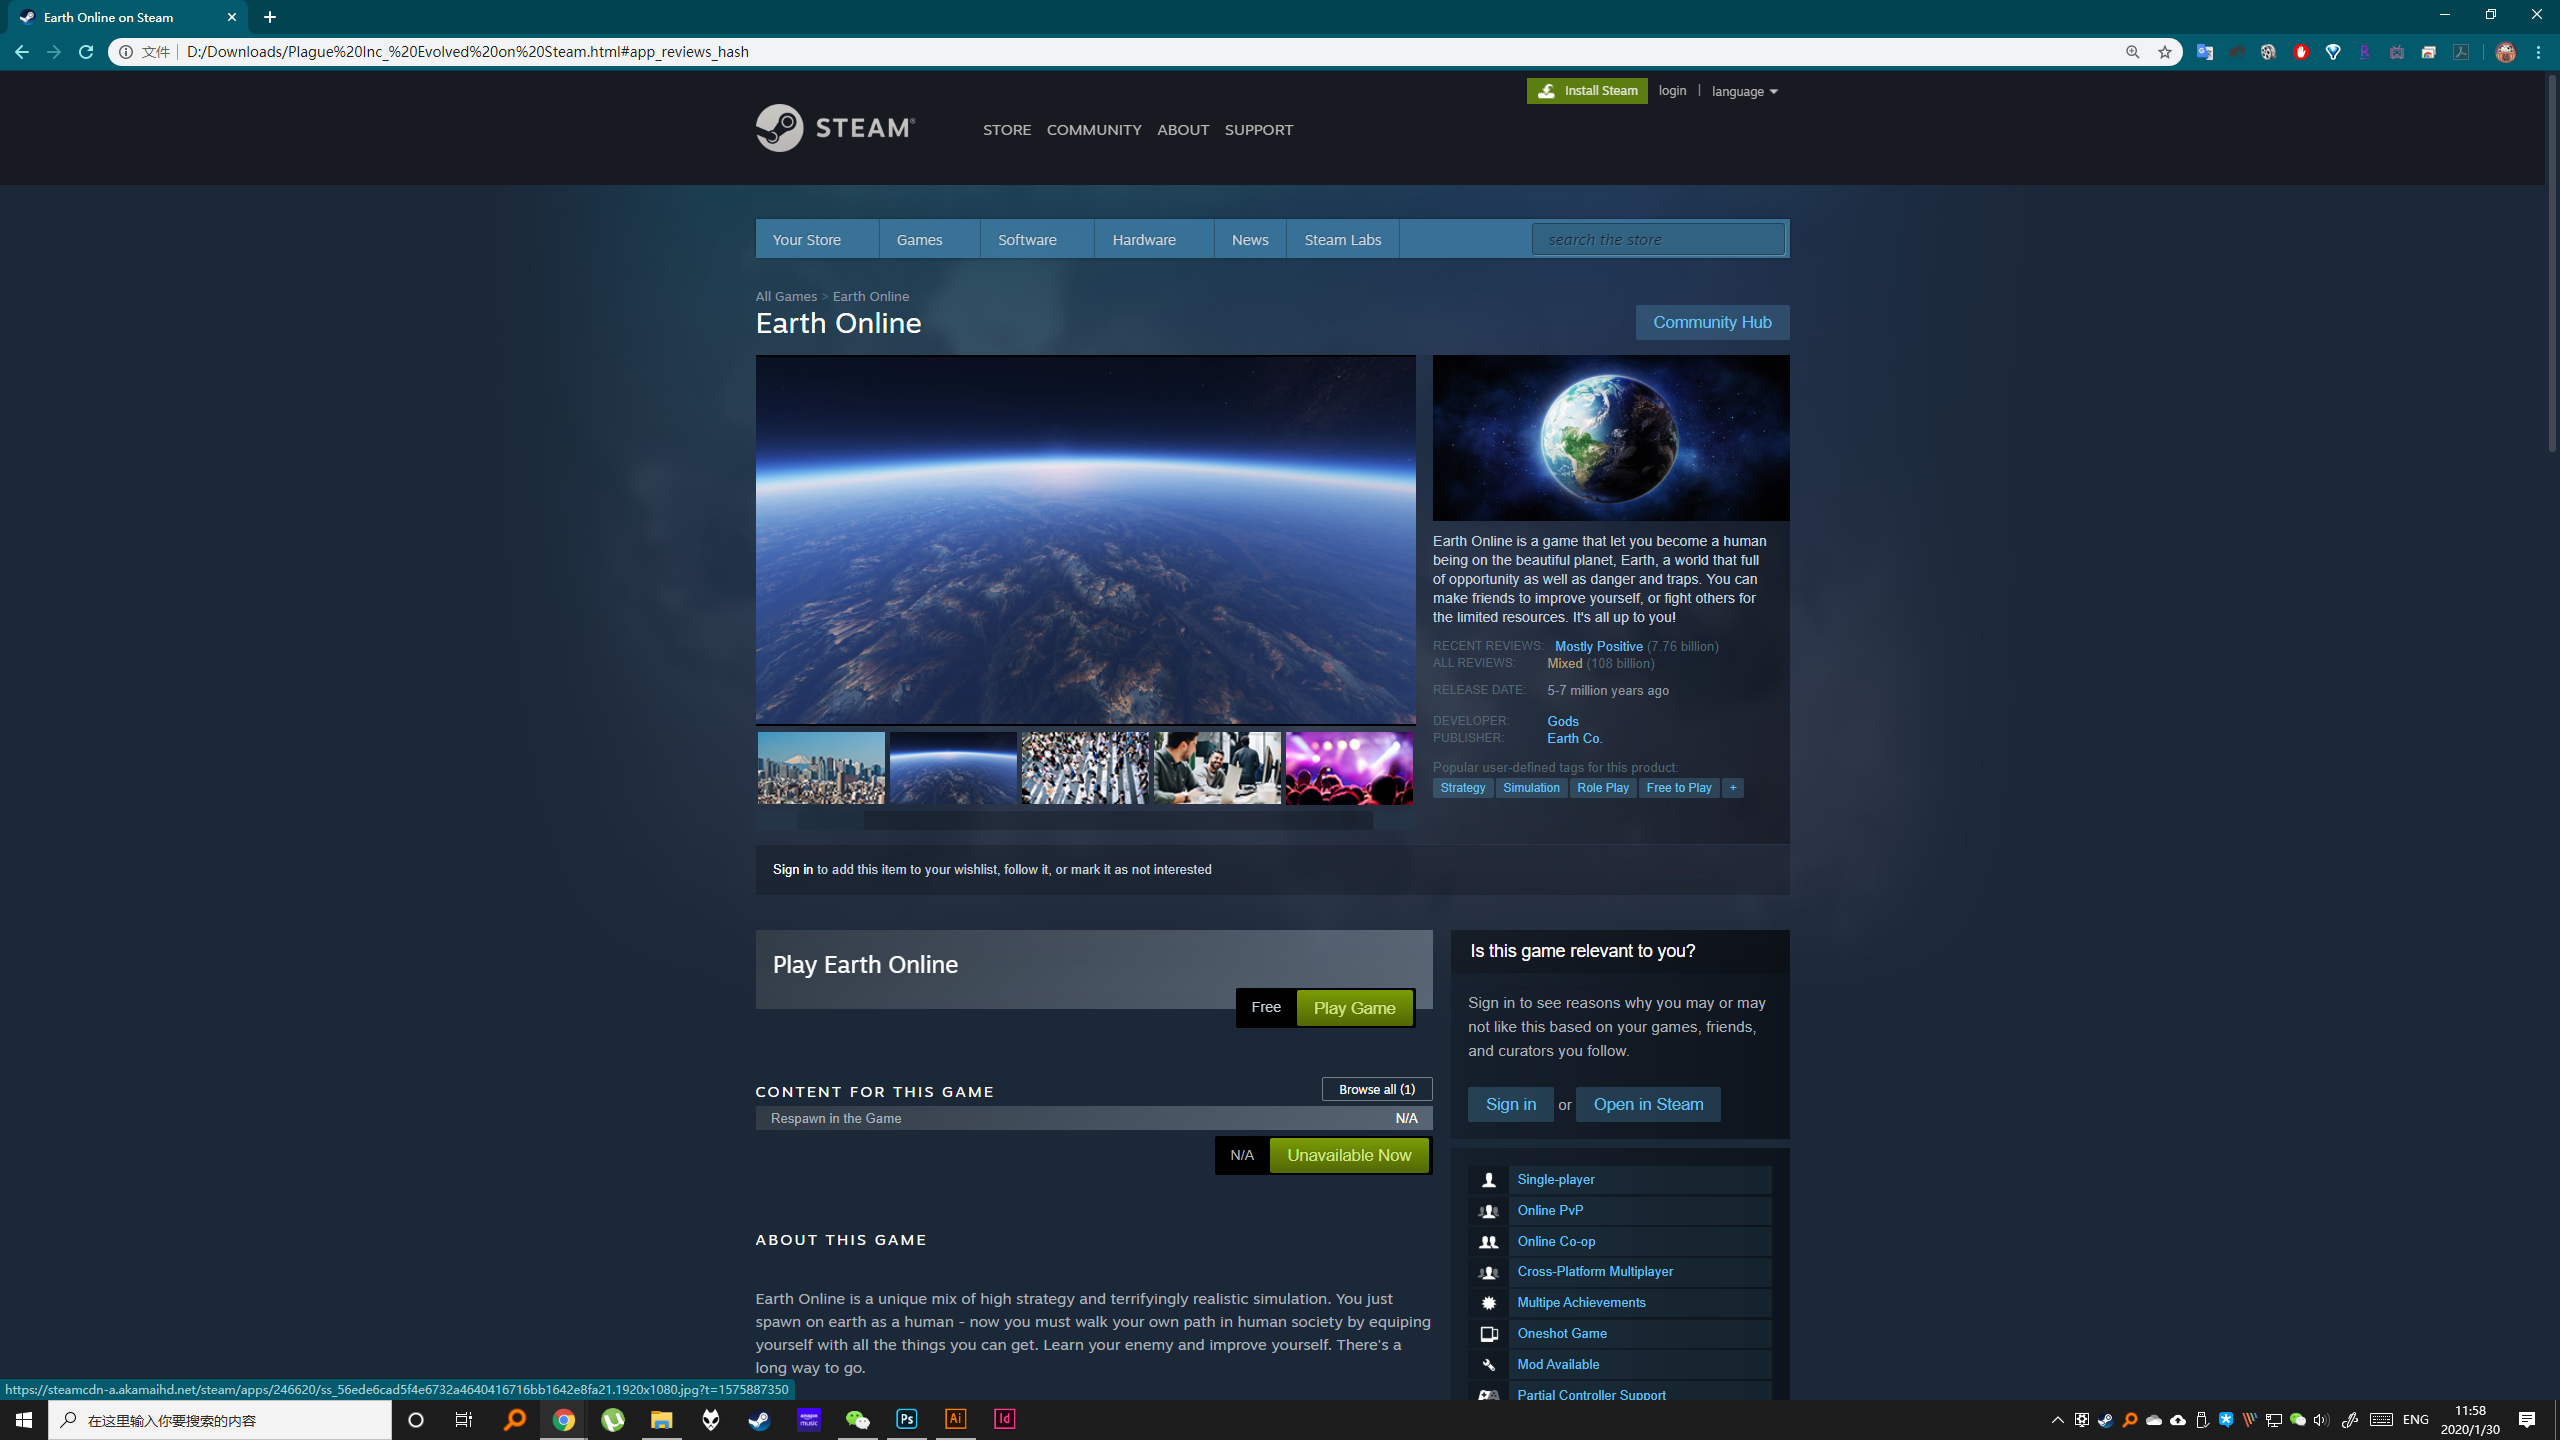 Earth Online on Steam
文件 D:/Downloads/Plague%20Inc_%20Evolved%20on%20Steam.html#app_reviews_hash
Install Steam login | language
STEAM®
STORE COMMUNITY ABOUT SUPPORT
Your Store Games Software Hardware News Steam Labs search the store
All Games > Earth Online
Earth Online
Community Hub
Earth Online is a game that let you become a human
being on the beautiful planet, Earth, a world that full
of opportunity as well as danger and traps. You can
make friends to improve yourself, or fight others for
the limited resources. It's all up to you!
RECENT REVIEWS: Mostly Positive (7.76 billion)
ALL REVIEWS: Mixed (108 billion)
RELEASE DATE: 5-7 million years ago
DEVELOPER: Gods
PUBLISHER: Earth Co.
Popular user-defined tags for this product:
Strategy Simulation Role Play Free to Play +
Sign in to add this item to your wishlist, follow it, or mark it as not interested
Play Earth Online
Free Play Game
CONTENT FOR THIS GAME Browse all (1)
Respawn in the Game N/A
N/A Unavailable Now
ABOUT THIS GAME
Earth Online is a unique mix of high strategy and terrifyingly realistic simulation. You just
spawn on earth as a human - now you must walk your own path in human society by equiping
yourself with all the things you can get. Learn your enemy and improve yourself. There's a
long way to go.
Is this game relevant to you?
Sign in to see reasons why you may or may
not like this based on your games, friends,
and curators you follow.
Sign in or Open in Steam
Single-player
Online PvP
Online Co-op
Cross-Platform Multiplayer
Multipe Achievements
Oneshot Game
Mod Available
Partial Controller Support
https://steamcdn-a.akamaihd.net/steam/apps/246620/ss_56ede6cad5f4e6732a4640416716bb1642e8fa21.1920x1080.jpg?t=1575887350
在这里输入你要搜索的内容
amazon music
Ps Ai Id
ENG
11:58
2020/1/30